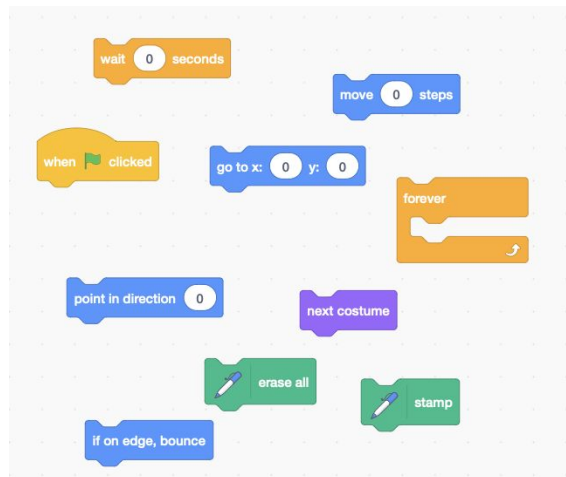 wait 0 seconds
move 0 steps
when clicked
go to x: 0 y: 0
forever
point in direction 0
next costume
erase all
stamp
if on edge, bounce